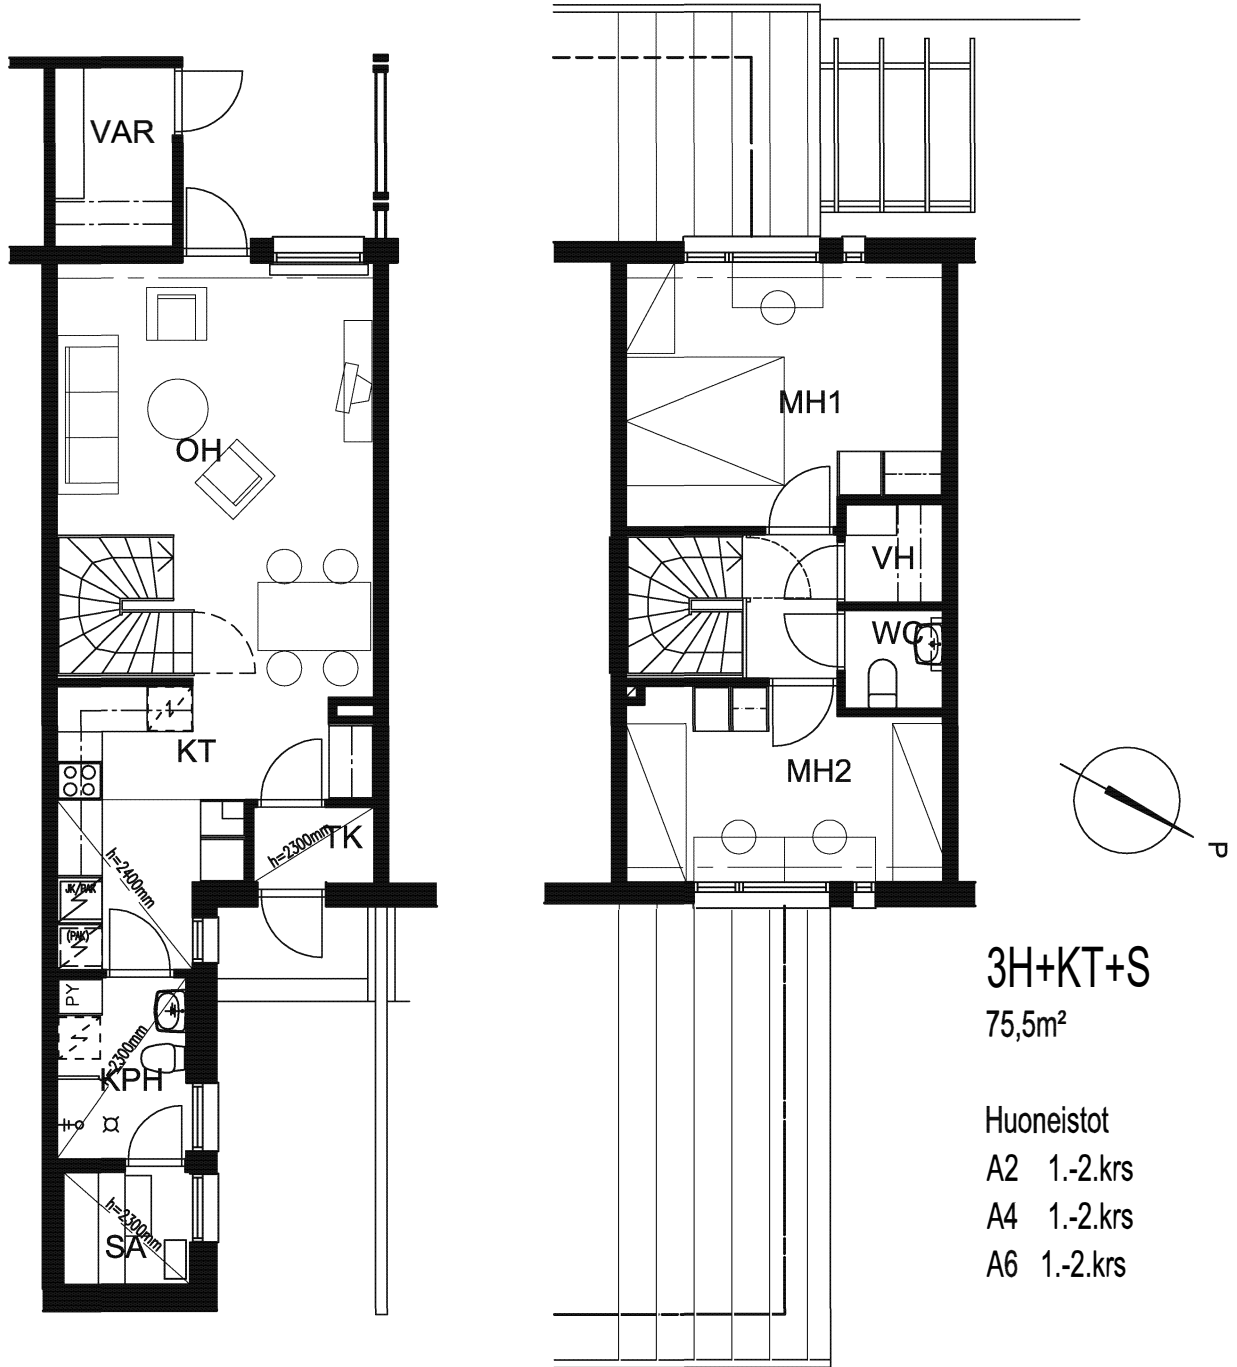 VAR
OH
KT
h=2300mm
TK
h=2400mm
JK/PAK
(PAK)
PY
2300mm
KPH
h=2300mm
SA
MH1
VH
WC
MH2
P
3H+KT+S
75,5m²
Huoneistot
A2 1.-2.krs
A4 1.-2.krs
A6 1.-2.krs